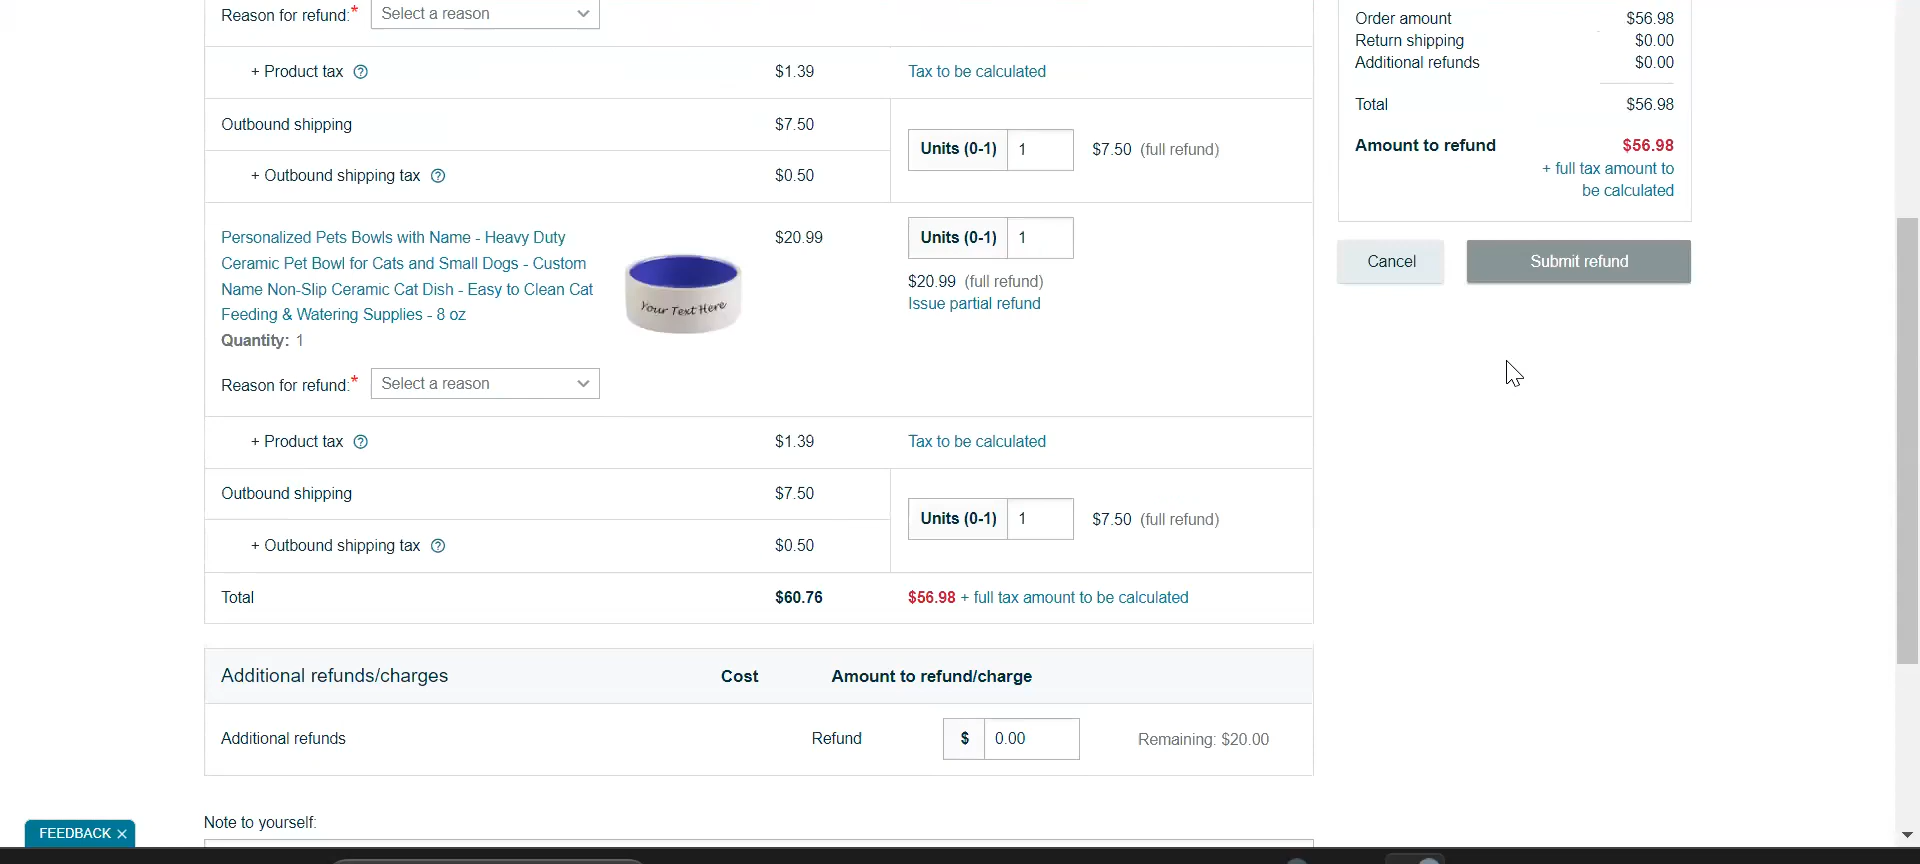 Reason for refund:* Select a reason
+ Product tax ? $1.39 Tax to be calculated
Outbound shipping $7.50
Units (0-1) 1 $7.50 (full refund)
+ Outbound shipping tax ? $0.50
Personalized Pets Bowls with Name - Heavy Duty
Ceramic Pet Bowl for Cats and Small Dogs - Custom
Name Non-Slip Ceramic Cat Dish - Easy to Clean Cat
Feeding & Watering Supplies - 8 oz
Quantity: 1
Your Text Here
$20.99
Units (0-1) 1
$20.99 (full refund)
Issue partial refund
Reason for refund:* Select a reason
+ Product tax ? $1.39 Tax to be calculated
Outbound shipping $7.50
Units (0-1) 1 $7.50 (full refund)
+ Outbound shipping tax ? $0.50
Total $60.76 $56.98 + full tax amount to be calculated
Additional refunds/charges Cost Amount to refund/charge
Additional refunds Refund $ 0.00 Remaining: $20.00
Note to yourself:
FEEDBACK ×
Order amount $56.98
Return shipping $0.00
Additional refunds $0.00
Total $56.98
Amount to refund $56.98
+ full tax amount to
be calculated
Cancel Submit refund